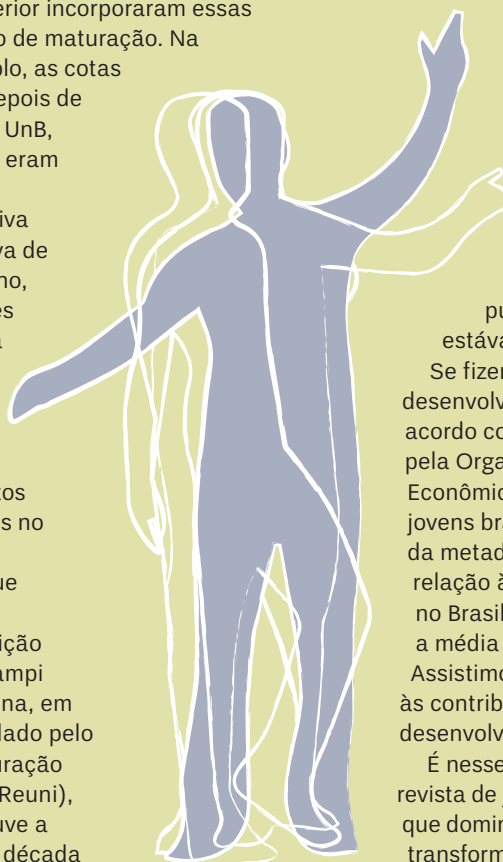 erior incorporaram essas
o de maturação. Na
lo, as cotas
epois de
UnB,
eram
iva
va de
no,
es
tos
s no
ue
ição
ampi
na, em
lado pelo
uração
Reuni),
uve a
década
pu
estáva
Se fizer
desenvolv
acordo co
pela Orga
Econômic
jovens bra
da metad
relação à
no Brasil
a média
Assistimo
às contrib
desenvolv
É nesse
revista de
que domin
transform